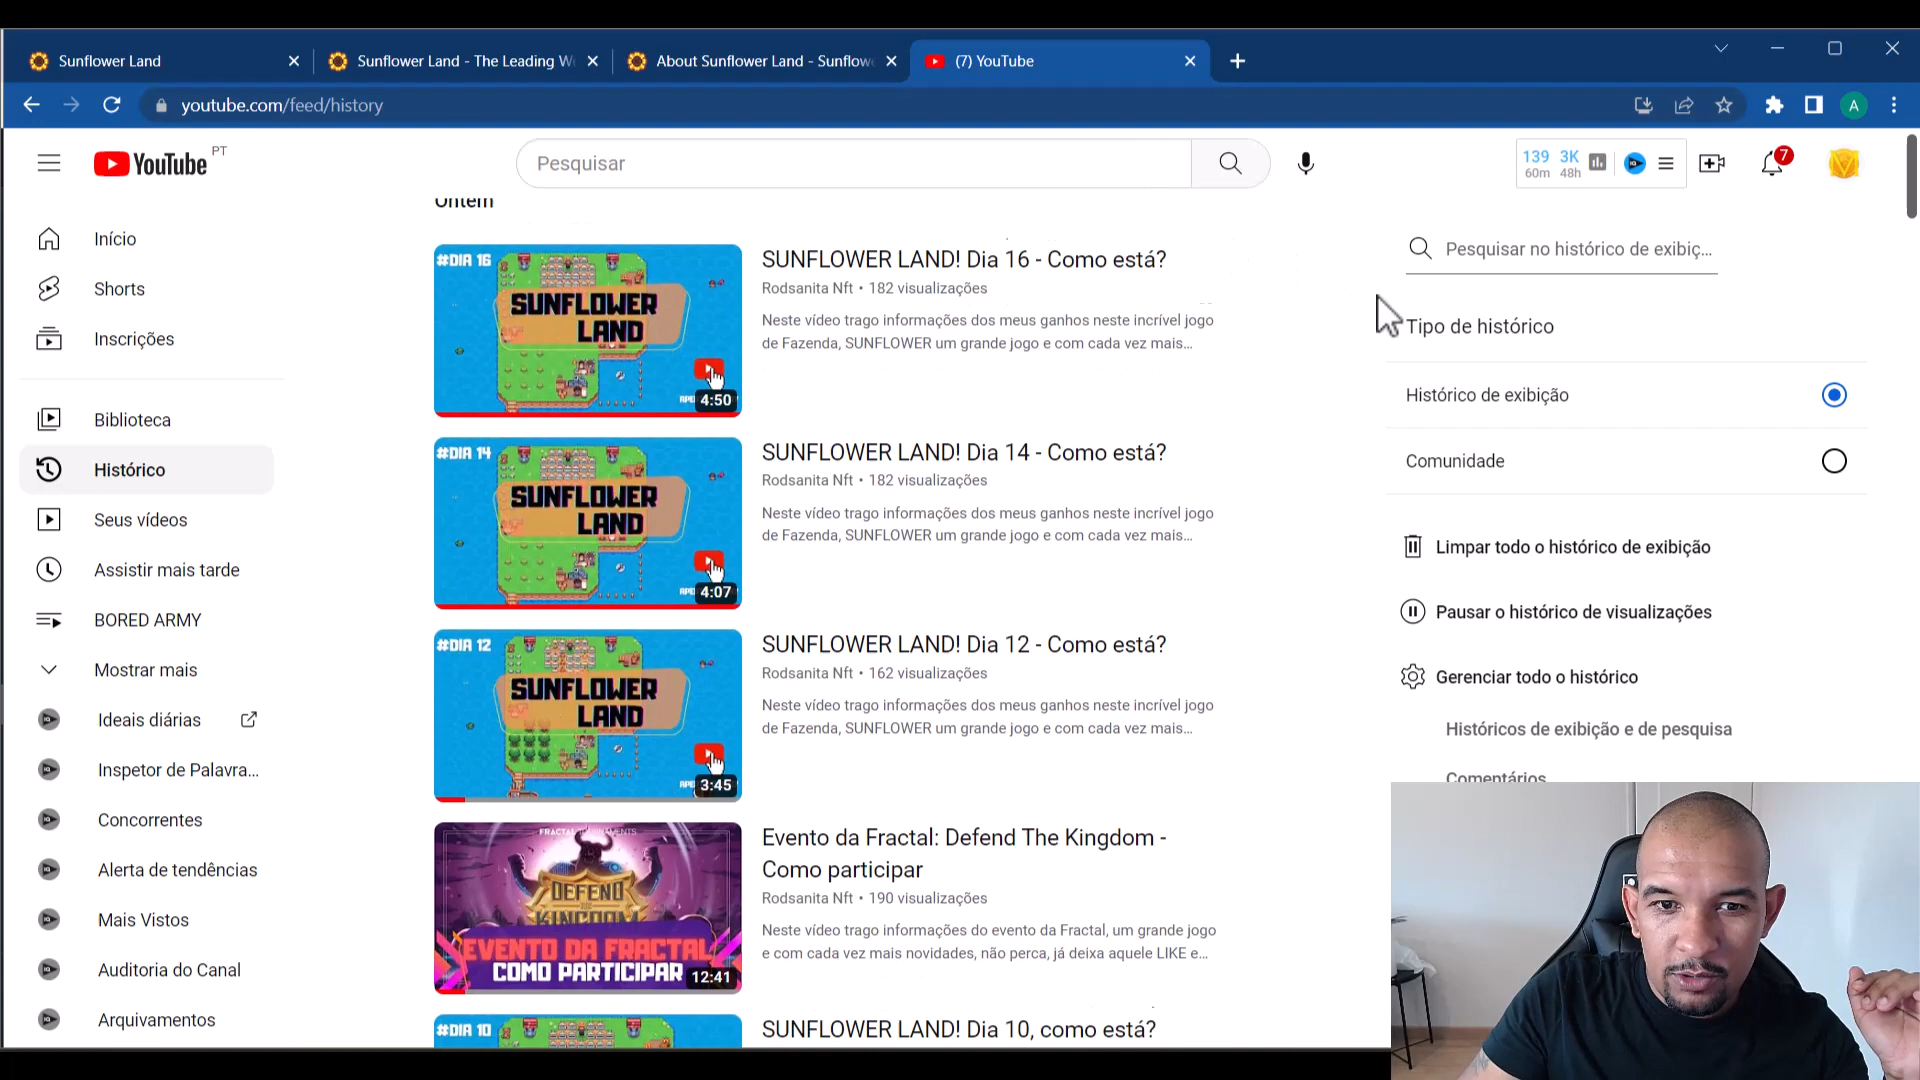 Sunflower Land
Sunflower Land - The Leading W
About Sunflower Land - Sunflow
(7) YouTube
youtube.com/feed/history
A
YouTube
PT
Pesquisar
139
3K
60m
48h
7
Início
Shorts
Inscrições
Biblioteca
Histórico
Seus vídeos
Assistir mais tarde
BORED ARMY
Mostrar mais
Ideais diárias
Inspetor de Palavra...
Concorrentes
Alerta de tendências
Mais Vistos
Auditoria do Canal
Arquivamentos
Ontem
#DIA 16
SUNFLOWER
LAND
4:50
SUNFLOWER LAND! Dia 16 - Como está?
Rodsanita Nft • 182 visualizações
Neste vídeo trago informações dos meus ganhos neste incrível jogo
de Fazenda, SUNFLOWER um grande jogo e com cada vez mais...
#DIA 14
SUNFLOWER
LAND
4:07
SUNFLOWER LAND! Dia 14 - Como está?
Rodsanita Nft • 182 visualizações
Neste vídeo trago informações dos meus ganhos neste incrível jogo
de Fazenda, SUNFLOWER um grande jogo e com cada vez mais...
#DIA 12
SUNFLOWER
LAND
3:45
SUNFLOWER LAND! Dia 12 - Como está?
Rodsanita Nft • 162 visualizações
Neste vídeo trago informações dos meus ganhos neste incrível jogo
de Fazenda, SUNFLOWER um grande jogo e com cada vez mais...
DEFEND
KINGDOM
EVENTO DA FRACTAL
COMO PARTICIPAR
12:41
Evento da Fractal: Defend The Kingdom -
Como participar
Rodsanita Nft • 190 visualizações
Neste vídeo trago informações do evento da Fractal, um grande jogo
e com cada vez mais novidades, não perca, já deixa aquele LIKE e...
#DIA 10
SUNFLOWER LAND! Dia 10, como está?
Pesquisar no histórico de exibiç...
Tipo de histórico
Histórico de exibição
Comunidade
Limpar todo o histórico de exibição
Pausar o histórico de visualizações
Gerenciar todo o histórico
Históricos de exibição e de pesquisa
Comentários